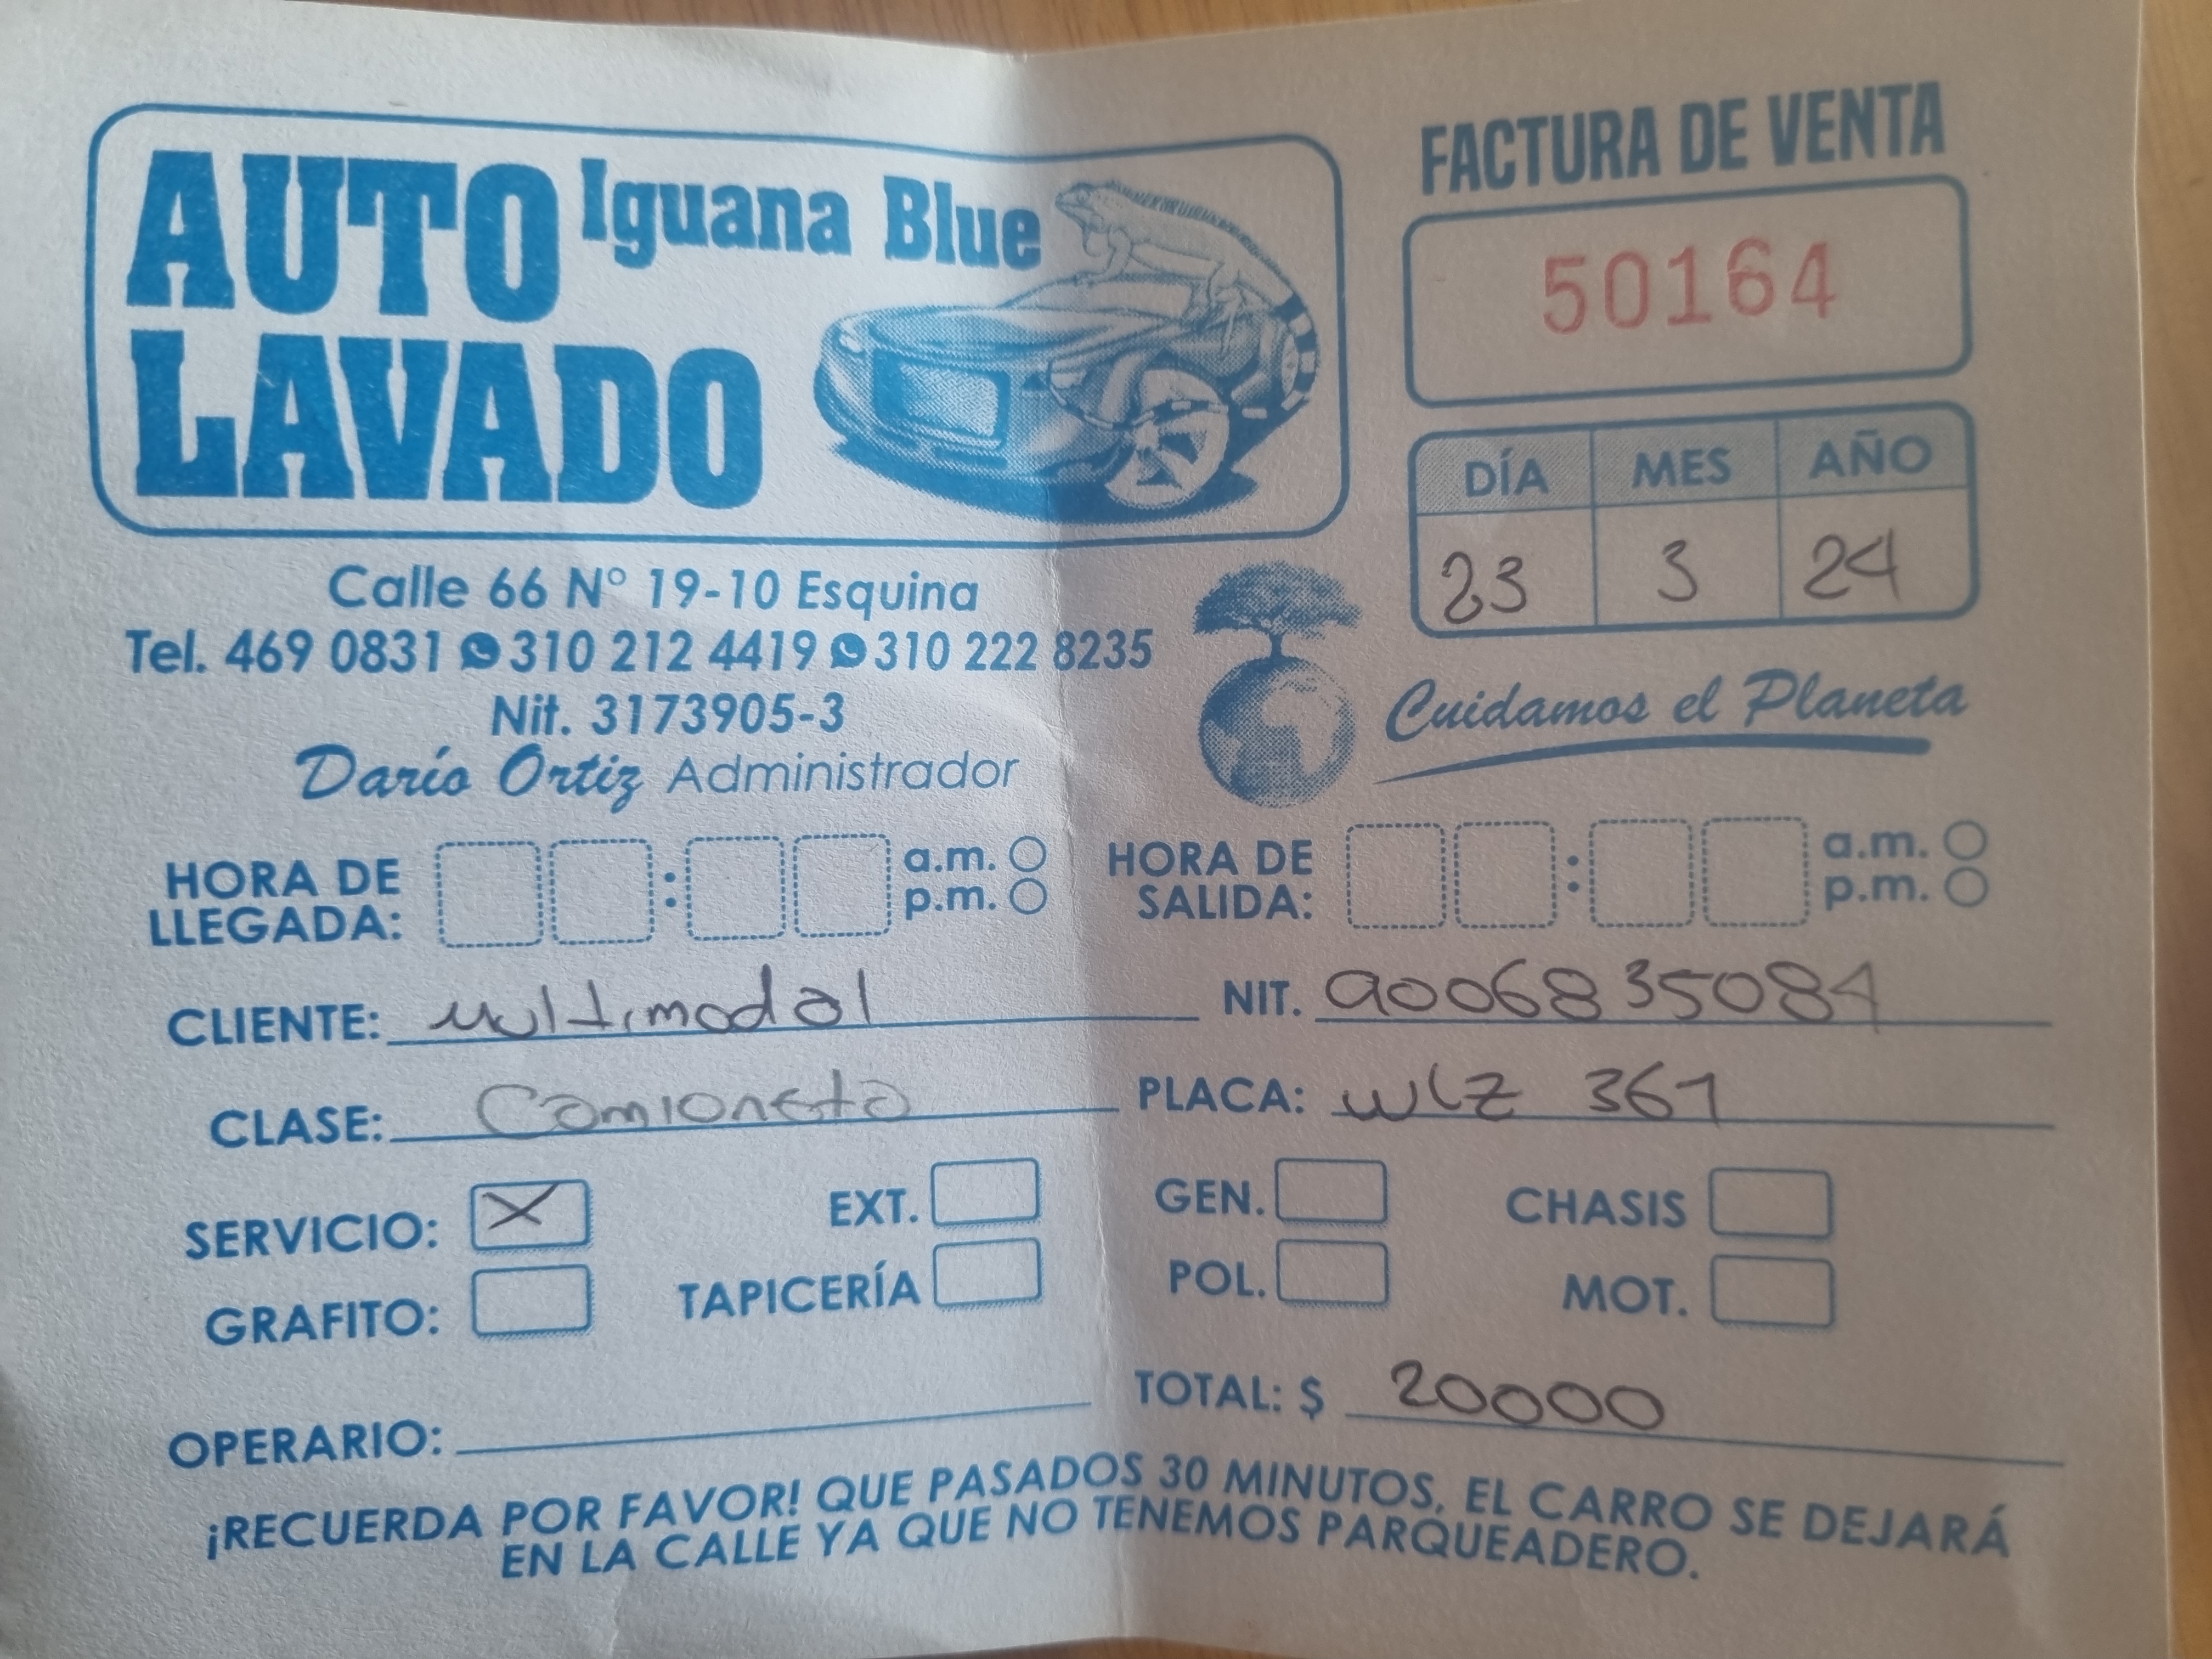 AUTO Iguana Blue
LAVADO
FACTURA DE VENTA
50164
DÍA MES AÑO
23 3 24
Calle 66 N° 19-10 Esquina
Tel. 469 0831 310 212 4419 310 222 8235
Nit. 3173905-3
Darío Ortiz Administrador
Cuidamos el Planeta
HORA DE LLEGADA: : a.m. p.m.
HORA DE SALIDA: : a.m. p.m.
CLIENTE: Multimodal NIT. 9006835084
CLASE: Camioneta PLACA: WLZ 361
SERVICIO: X EXT. GEN. CHASIS
GRAFITO: TAPICERÍA POL. MOT.
OPERARIO: TOTAL: $ 20000
¡RECUERDA POR FAVOR! QUE PASADOS 30 MINUTOS, EL CARRO SE DEJARÁ
EN LA CALLE YA QUE NO TENEMOS PARQUEADERO.